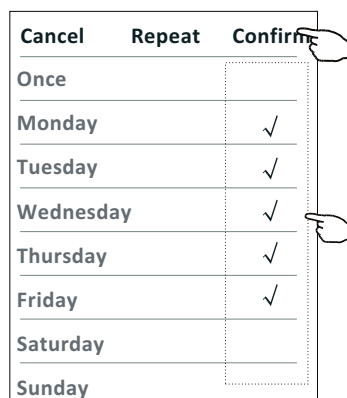 Cancel Repeat Confirm
Once
Monday √
Tuesday √
Wednesday √
Thursday √
Friday √
Saturday
Sunday